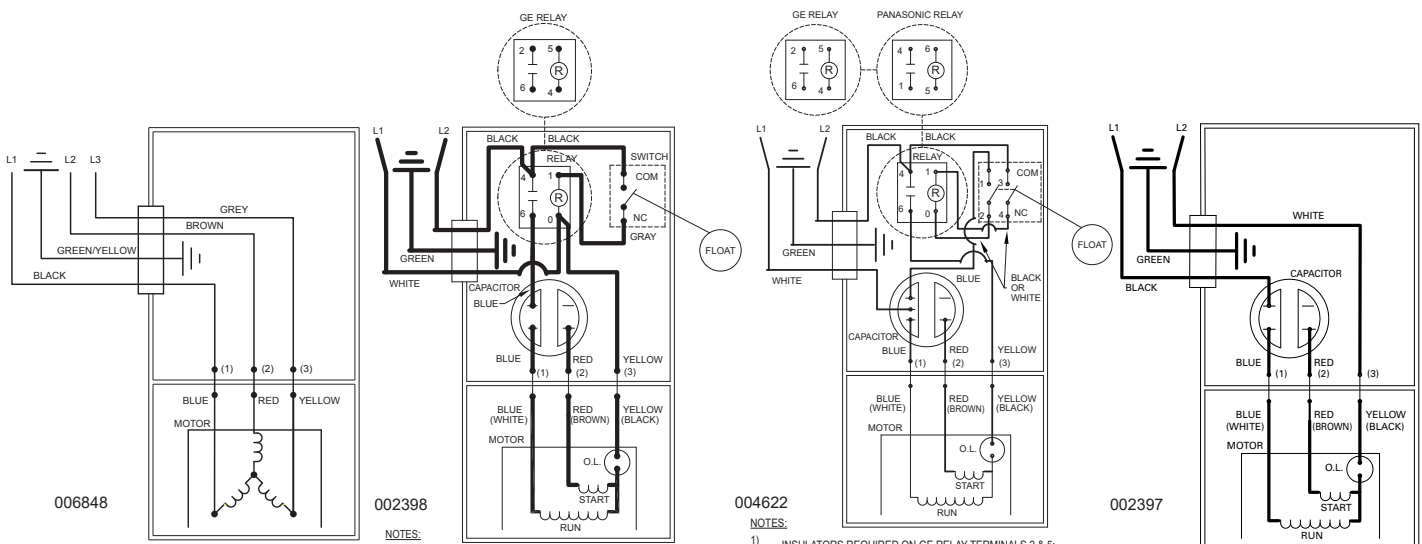 L1 L2 L3
GREY
BROWN
GREEN/YELLOW
BLACK
(1) (2) (3)
BLUE RED YELLOW
MOTOR
006848
GE RELAY
2 5
R
6 4
L1 L2
BLACK BLACK
RELAY
SWITCH
4 1
COM
R
6 0
NC
GRAY
FLOAT
GREEN
WHITE
CAPACITOR
BLUE
BLUE RED YELLOW
(1) (2) (3)
BLUE RED YELLOW
(WHITE) (BROWN) (BLACK)
MOTOR
O.L.
START
RUN
002398
NOTES:
GE RELAY PANASONIC RELAY
2 5 4 6
R R
6 4 1 5
L1 L2
BLACK BLACK
RELAY
COM
4 1 1 3
R
6 0 2 4
NC
FLOAT
GREEN
WHITE
BLUE
BLACK
OR
WHITE
CAPACITOR
BLUE RED YELLOW
(1) (2) (3)
BLUE RED YELLOW
(WHITE) (BROWN) (BLACK)
MOTOR
O.L.
START
RUN
004622
NOTES:
1) INSULATORS REQUIRED ON GE RELAY TERMINALS 2 & 5;
L1 L2
WHITE
GREEN
BLACK
CAPACITOR
BLUE RED
(1) (2) (3)
BLUE RED YELLOW
(WHITE) (BROWN) (BLACK)
MOTOR
O.L.
START
RUN
002397